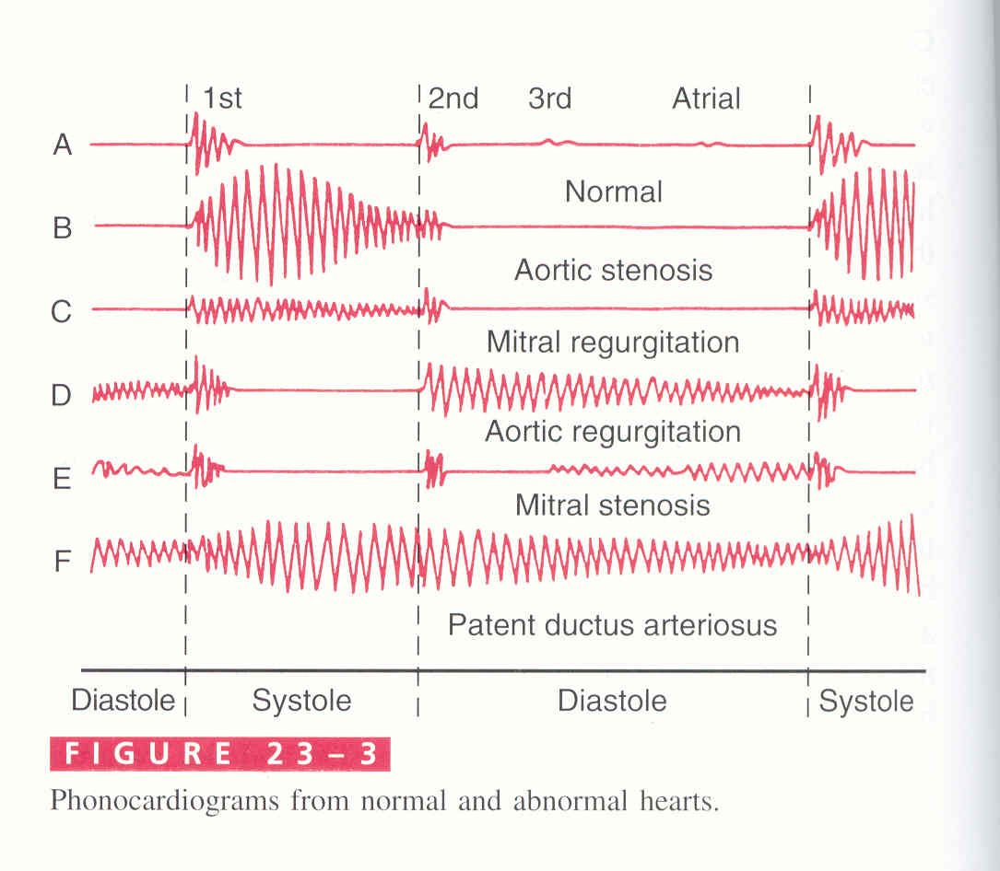 1st 2nd 3rd Atrial
A
Normal
B
Aortic stenosis
C
Mitral regurgitation
D
Aortic regurgitation
E
Mitral stenosis
F
Patent ductus arteriosus
Diastole Systole Diastole Systole
FIGURE 23–3
Phonocardiograms from normal and abnormal hearts.